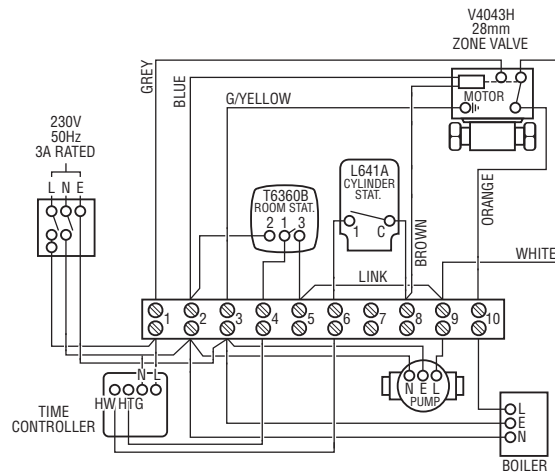 V4043H
28mm
ZONE VALVE
GREY
BLUE
G/YELLOW
MOTOR
230V
50Hz
3A RATED
L N E
L641A
CYLINDER
STAT.
1 C
T6360B
ROOM STAT.
2 1 3
BROWN
ORANGE
WHITE
LINK
1 2 3 4 5 6 7 8 9 10
N L
HW HTG
TIME
CONTROLLER
N E L
PUMP
L
E
N
BOILER